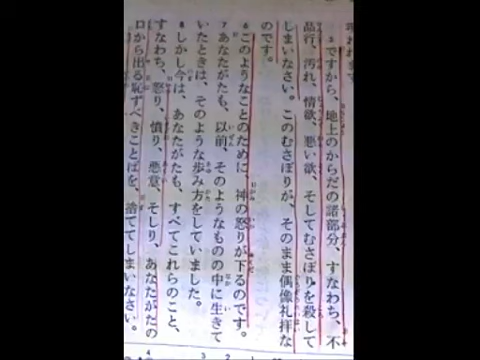 5 ですから、地上のからだの諸部分、すなわち、不
品行、汚れ、情欲、悪い欲、そしてむさぼりを殺して
しまいなさい。このむさぼりが、そのまま偶像礼拝な
のです。
6 このようなことのために、神の怒りが下るのです。
7 あなたがたも、以前、そのようなものの中に生きて
いたときは、そのような歩み方をしていました。
8 しかし今は、あなたがたも、すべてこれらのこと、
すなわち、怒り、憤り、悪意、そしり、あなたがたの
口から出る恥ずべきことばを、捨ててしまいなさい。